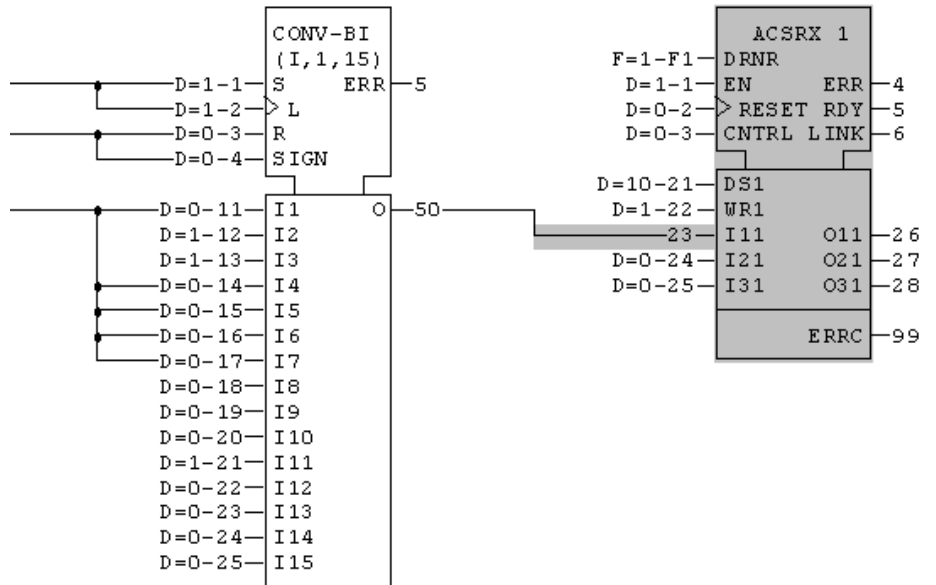 CONV-BI
(I,1,15)
D=1-1 S ERR 5
D=1-2 L
D=0-3 R
D=0-4 SIGN
D=0-11 I1 O 50
D=1-12 I2
D=1-13 I3
D=0-14 I4
D=0-15 I5
D=0-16 I6
D=0-17 I7
D=0-18 I8
D=0-19 I9
D=0-20 I10
D=1-21 I11
D=0-22 I12
D=0-23 I13
D=0-24 I14
D=0-25 I15
ACSRX 1
F=1-F1 DRNR
D=1-1 EN ERR 4
D=0-2 RESET RDY 5
D=0-3 CNTRL LINK 6
D=10-21 DS1
D=1-22 WR1
23 I11 O11 26
D=0-24 I21 O21 27
D=0-25 I31 O31 28
ERRC 99